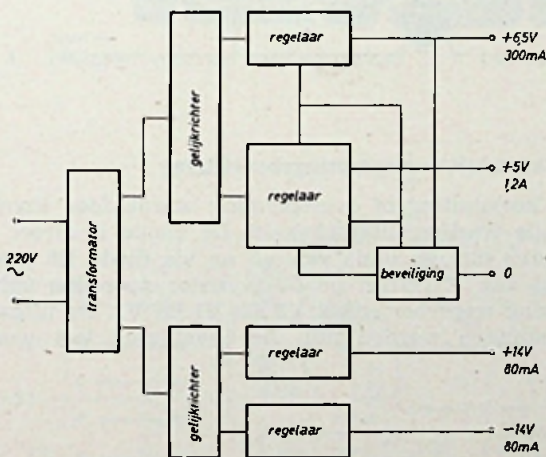 regelaar
+6,5V
300mA
gelijkrichter
regelaar
+5V
1,2A
transformator
220V
~
beveiliging
0
regelaar
+14V
80mA
gelijkrichter
regelaar
-14V
80mA